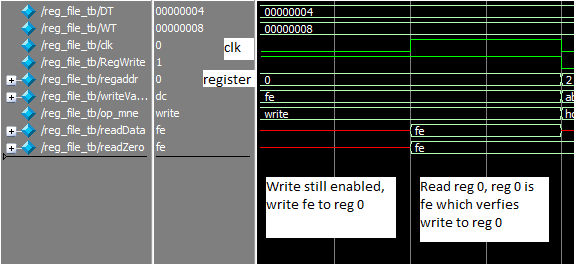 /reg_file_tb/DT 00000004 00000004
/reg_file_tb/WT 00000008 00000008
/reg_file_tb/clk 0 clk
/reg_file_tb/RegWrite 1
/reg_file_tb/regaddr 0 register 0 2
/reg_file_tb/writeVa... dc fe ab
/reg_file_tb/op_mne write write ho
/reg_file_tb/readData fe fe
/reg_file_tb/readZero fe fe
Write still enabled,
write fe to reg 0
Read reg 0, reg 0 is
fe which verfies
write to reg 0